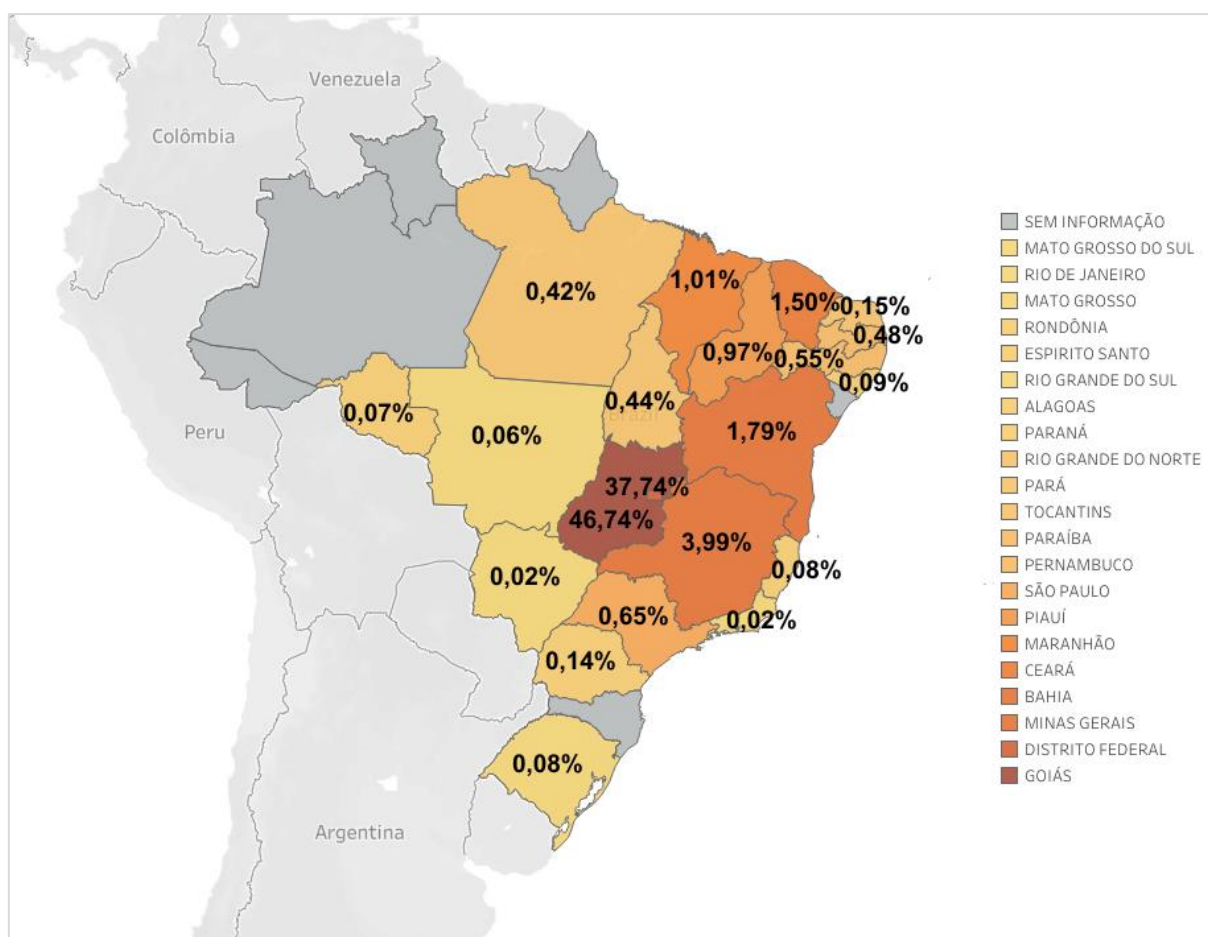 Venezuela
Colômbia
Peru
Brazil
Argentina
0,42%
1,01%
1,50%
0,15%
0,48%
0,97%
0,55%
0,09%
0,07%
0,44%
0,06%
1,79%
37,74%
46,74%
3,99%
0,02%
0,08%
0,65%
0,02%
0,14%
0,08%
SEM INFORMAÇÃO
MATO GROSSO DO SUL
RIO DE JANEIRO
MATO GROSSO
RONDÔNIA
ESPIRITO SANTO
RIO GRANDE DO SUL
ALAGOAS
PARANÁ
RIO GRANDE DO NORTE
PARÁ
TOCANTINS
PARAÍBA
PERNAMBUCO
SÃO PAULO
PIAUÍ
MARANHÃO
CEARÁ
BAHIA
MINAS GERAIS
DISTRITO FEDERAL
GOIÁS